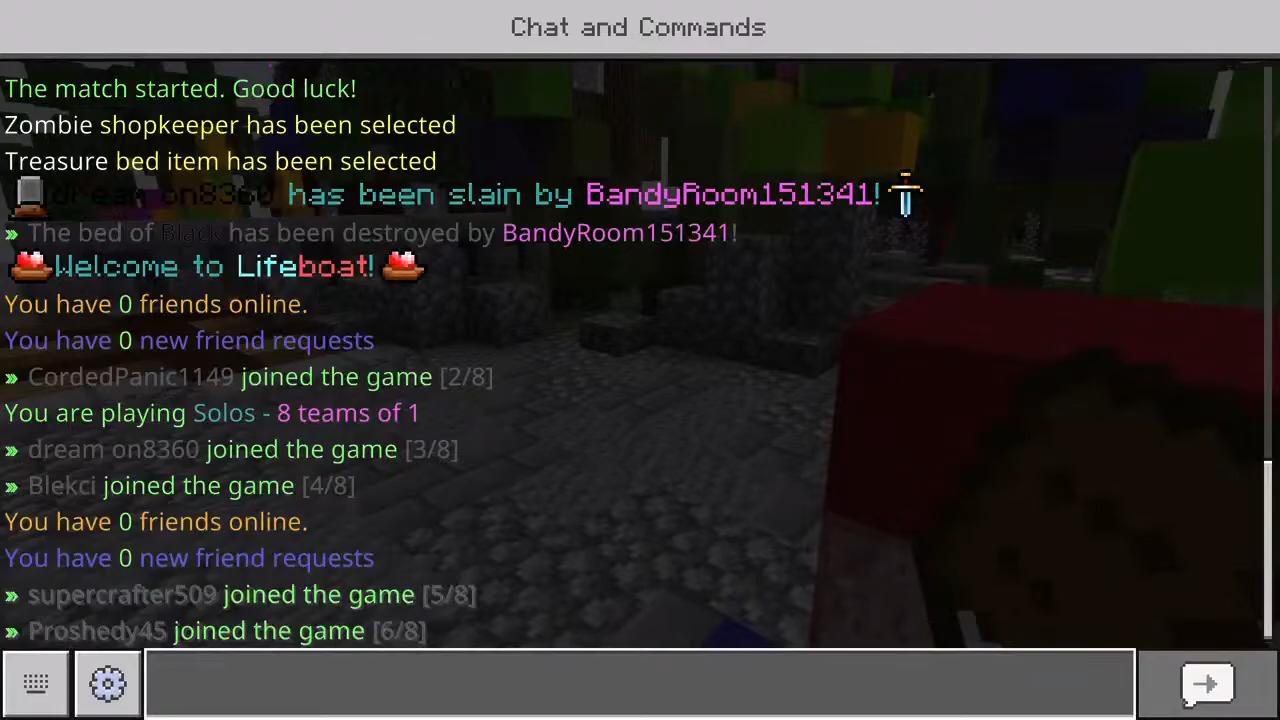 Chat and Commands
The match started. Good luck!
Zombie shopkeeper has been selected
Treasure bed item has been selected
dream on8360 has been slain by BandyRoom151341!
» The bed of Black has been destroyed by BandyRoom151341!
Welcome to Lifeboat!
You have 0 friends online.
You have 0 new friend requests
» CordedPanic1149 joined the game [2/8]
You are playing Solos - 8 teams of 1
» dream on8360 joined the game [3/8]
» Blekci joined the game [4/8]
You have 0 friends online.
You have 0 new friend requests
» supercrafter509 joined the game [5/8]
» Proshedy45 joined the game [6/8]